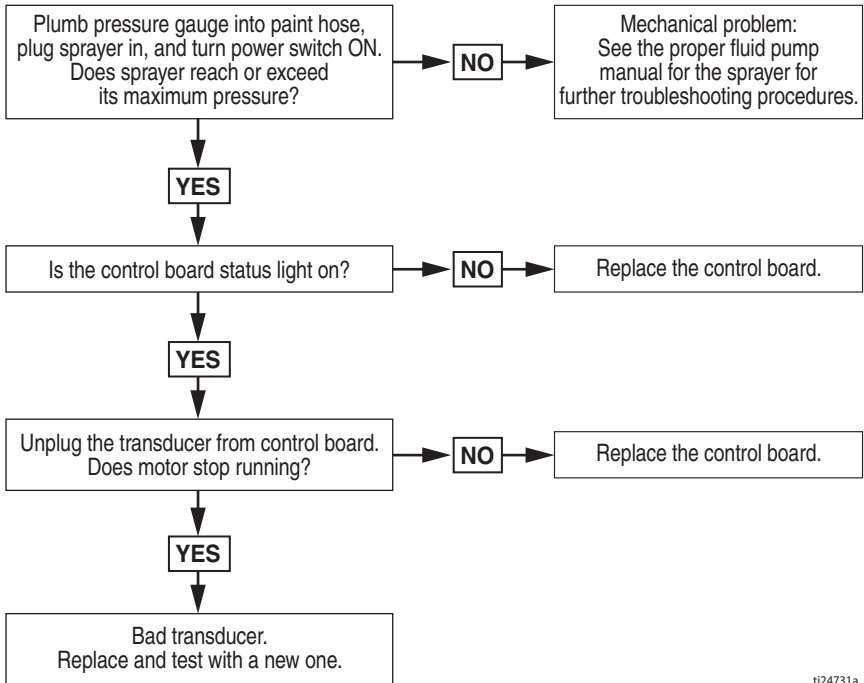 Plumb pressure gauge into paint hose,
plug sprayer in, and turn power switch ON.
Does sprayer reach or exceed
its maximum pressure?
NO
Mechanical problem:
See the proper fluid pump
manual for the sprayer for
further troubleshooting procedures.
YES
Is the control board status light on?
NO
Replace the control board.
YES
Unplug the transducer from control board.
Does motor stop running?
NO
Replace the control board.
YES
Bad transducer.
Replace and test with a new one.
ti24731a